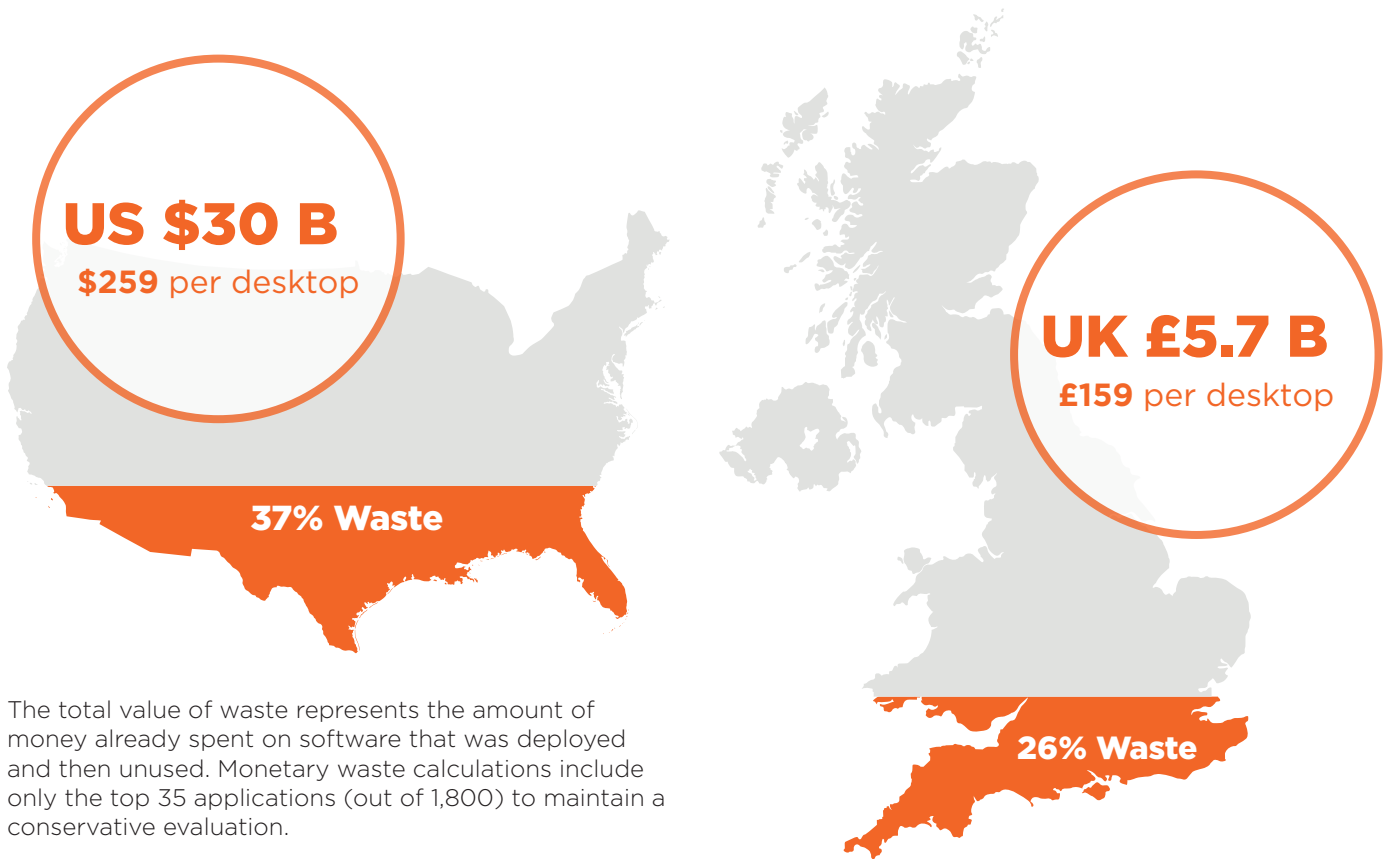 US $30 B
$259 per desktop
37% Waste
UK £5.7 B
£159 per desktop
26% Waste
The total value of waste represents the amount of
money already spent on software that was deployed
and then unused. Monetary waste calculations include
only the top 35 applications (out of 1,800) to maintain a
conservative evaluation.